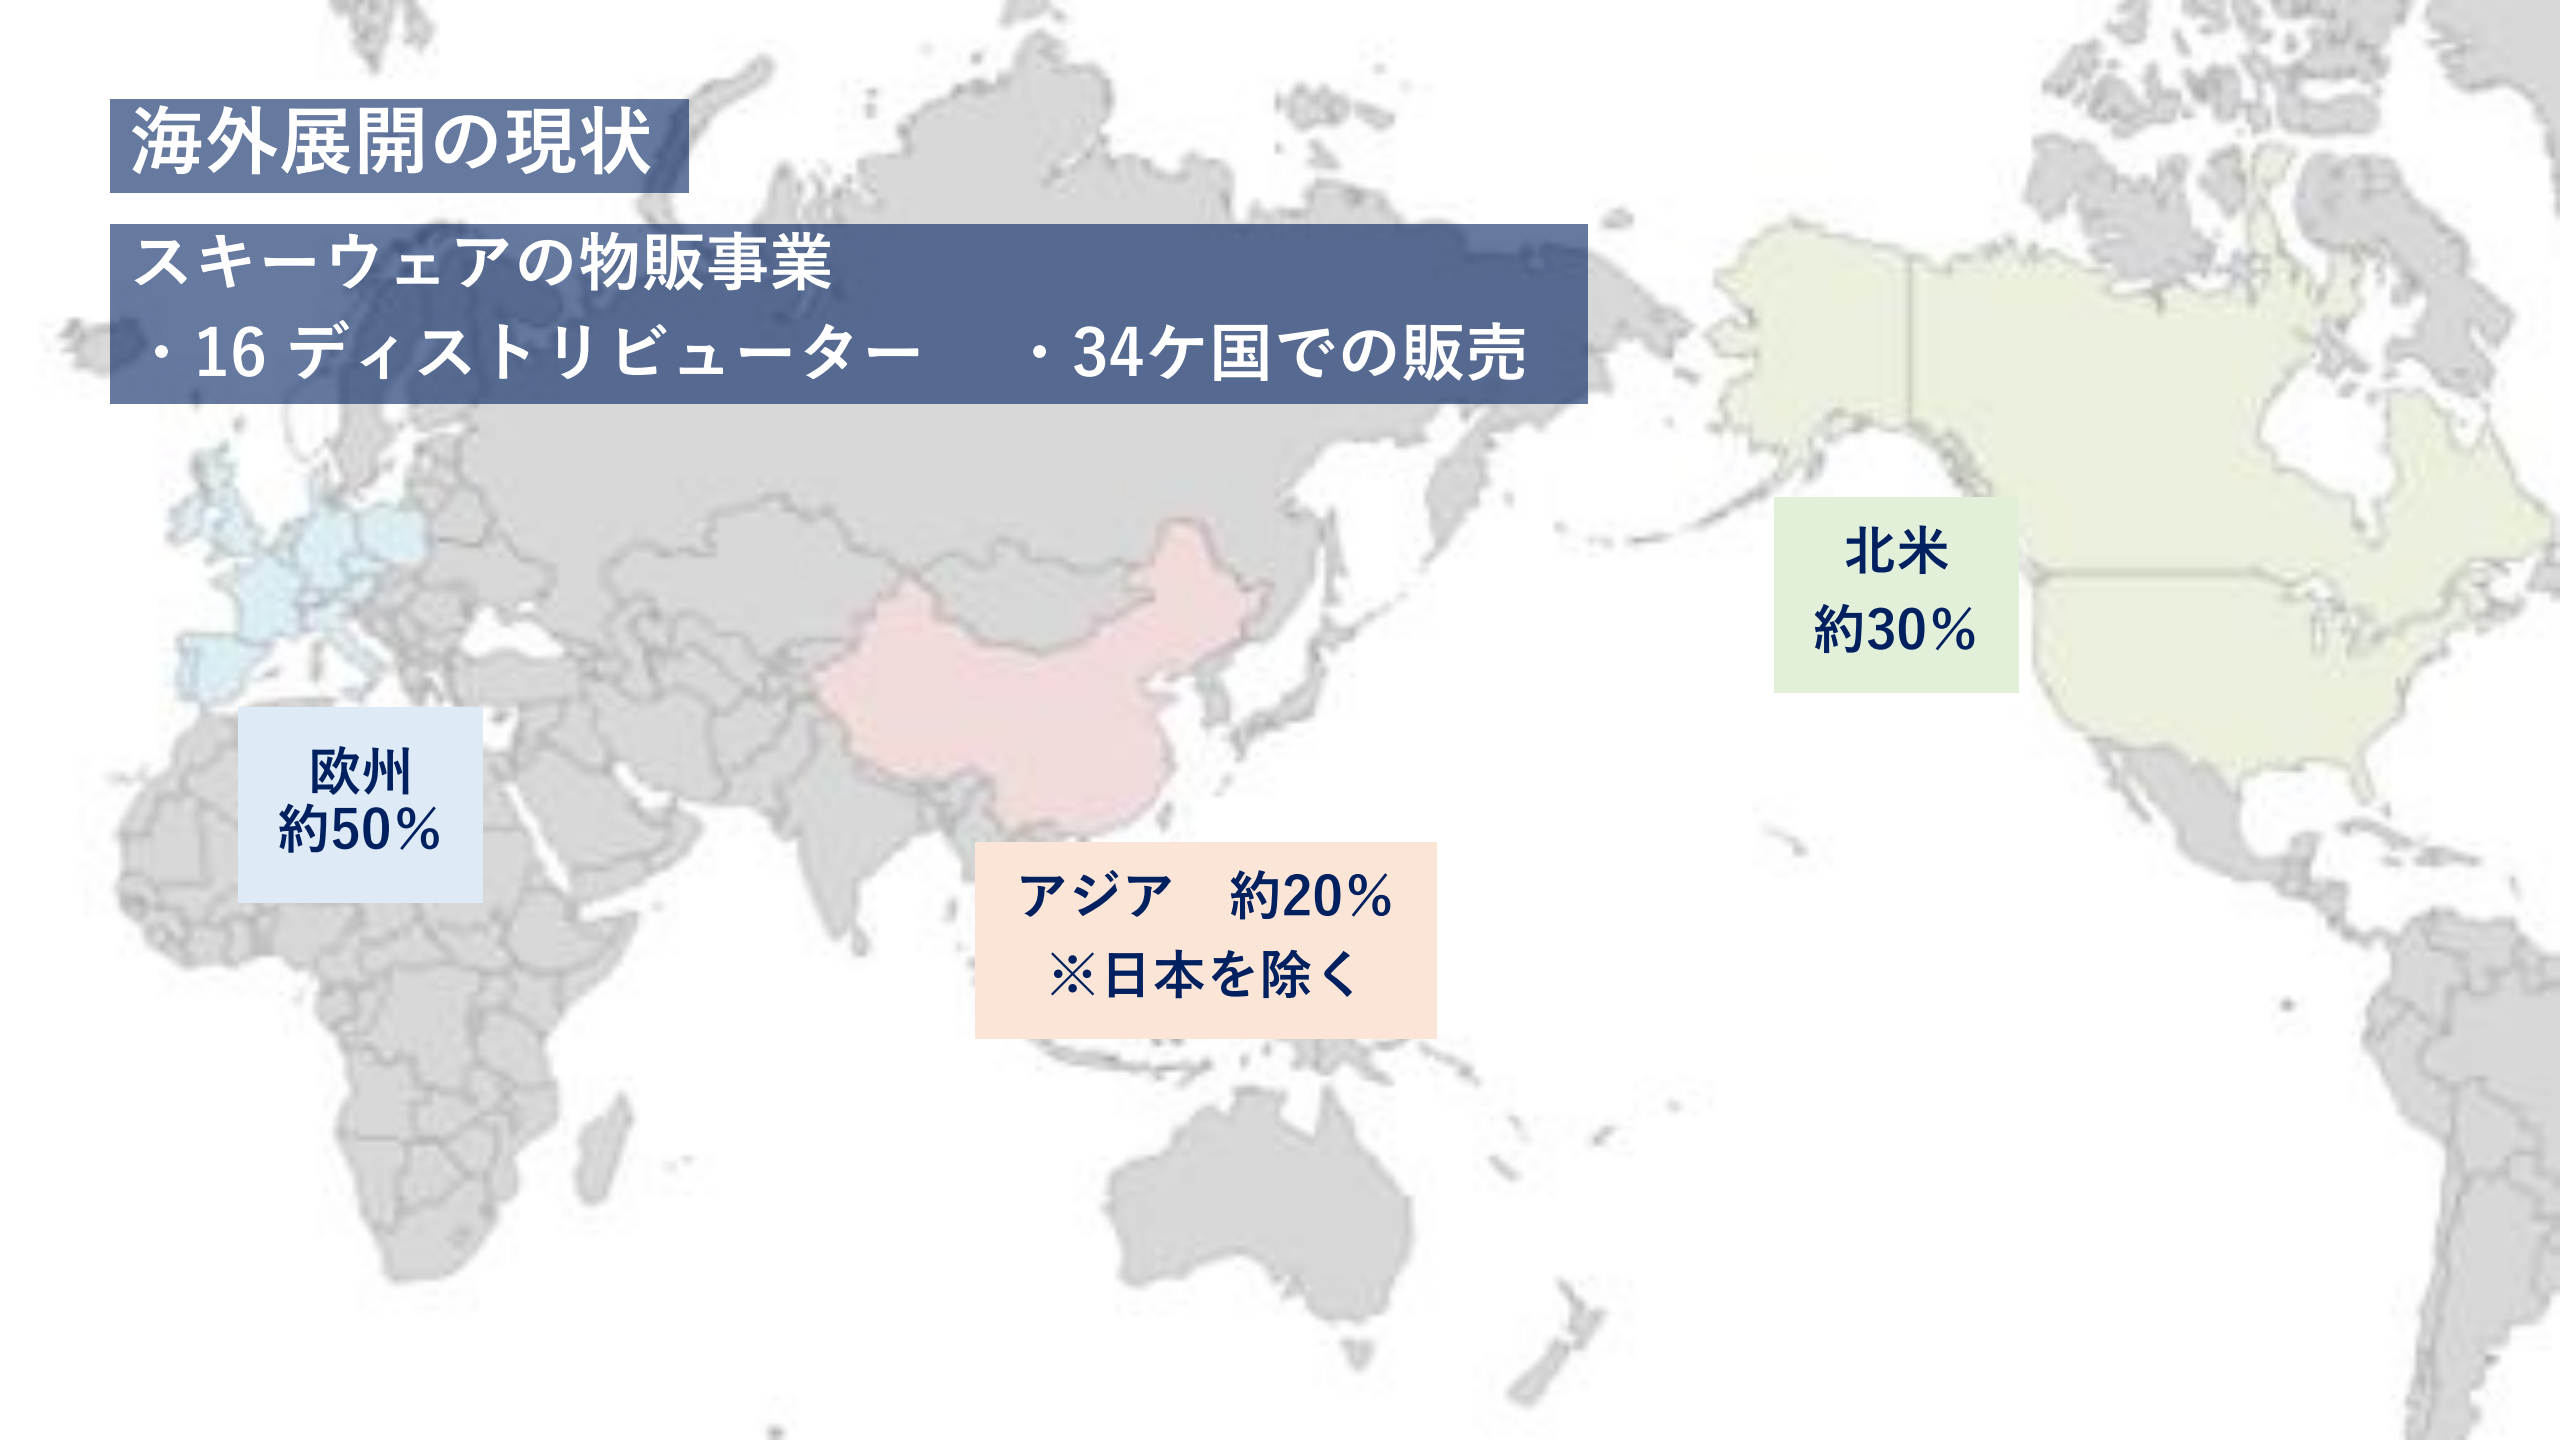 海外展開の現状
スキーウェアの物販事業
・16 ディストリビューター　・34ケ国での販売
北米
約30%
欧州
約50%
アジア　約20%
※日本を除く